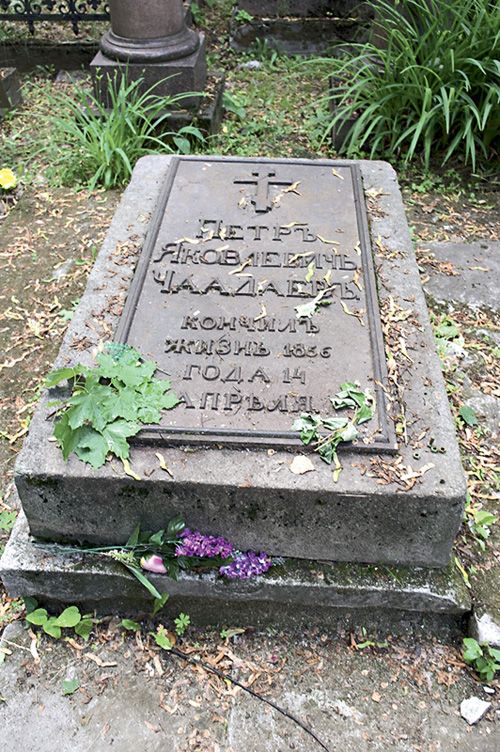 ПЕТРЪ
ЯКОВЛЕВИЧЪ
ЧААДАЕВЪ
КОНЧИЛЪ
ЖИЗНЬ 1856
ГОДА 14
АПРѢЛЯ